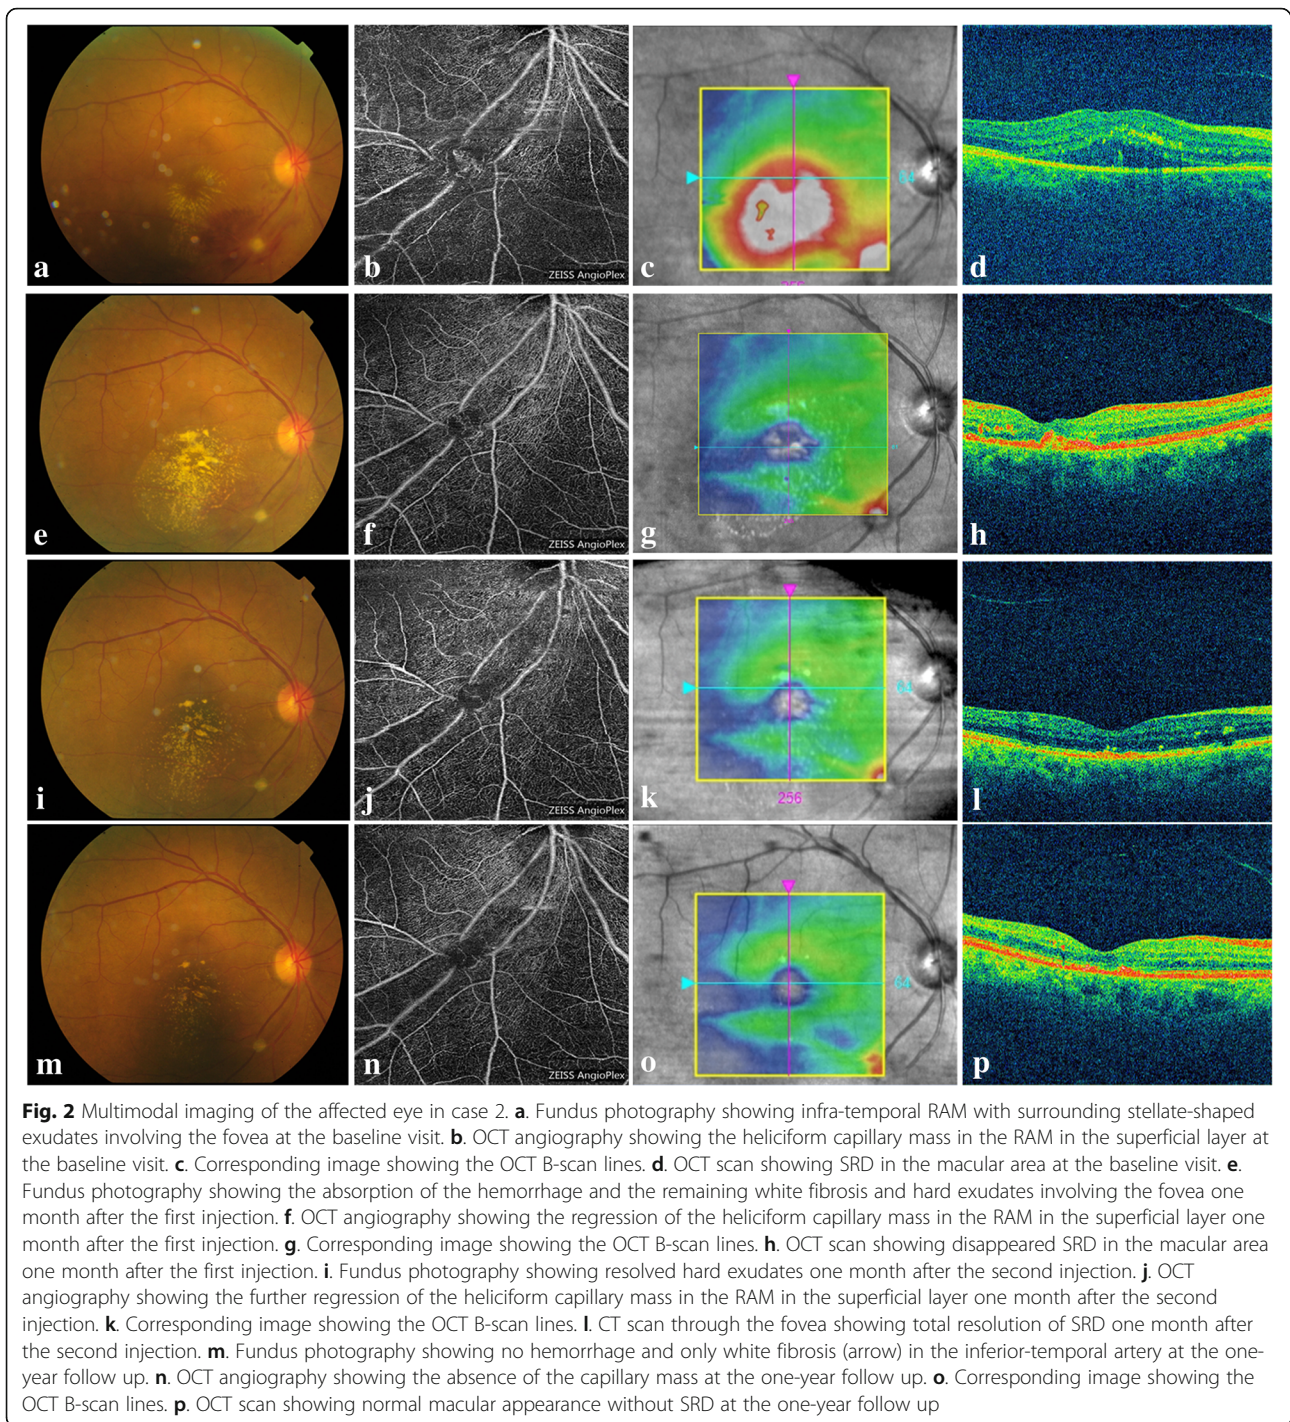 a
b
ZEISS AngioPlex
c
64
d
e
f
ZEISS AngioPlex
g
h
i
j
ZEISS AngioPlex
k
64
256
l
m
n
ZEISS AngioPlex
o
64
p
Fig. 2 Multimodal imaging of the affected eye in case 2. a. Fundus photography showing infra-temporal RAM with surrounding stellate-shaped
exudates involving the fovea at the baseline visit. b. OCT angiography showing the heliciform capillary mass in the RAM in the superficial layer at
the baseline visit. c. Corresponding image showing the OCT B-scan lines. d. OCT scan showing SRD in the macular area at the baseline visit. e.
Fundus photography showing the absorption of the hemorrhage and the remaining white fibrosis and hard exudates involving the fovea one
month after the first injection. f. OCT angiography showing the regression of the heliciform capillary mass in the RAM in the superficial layer one
month after the first injection. g. Corresponding image showing the OCT B-scan lines. h. OCT scan showing disappeared SRD in the macular area
one month after the first injection. i. Fundus photography showing resolved hard exudates one month after the second injection. j. OCT
angiography showing the further regression of the heliciform capillary mass in the RAM in the superficial layer one month after the second
injection. k. Corresponding image showing the OCT B-scan lines. l. CT scan through the fovea showing total resolution of SRD one month after
the second injection. m. Fundus photography showing no hemorrhage and only white fibrosis (arrow) in the inferior-temporal artery at the one-
year follow up. n. OCT angiography showing the absence of the capillary mass at the one-year follow up. o. Corresponding image showing the
OCT B-scan lines. p. OCT scan showing normal macular appearance without SRD at the one-year follow up